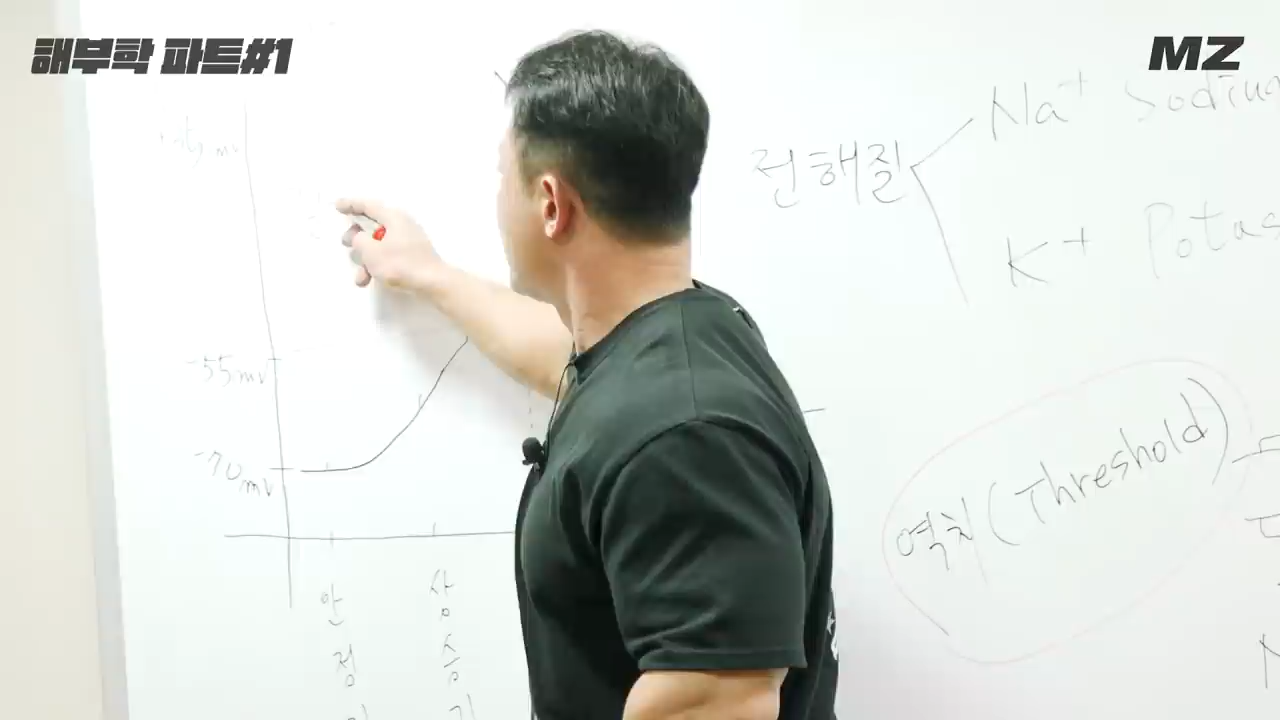 해부학 파트#1
MZ
전해질
Na+ Sodium
K+ Potas
-55mV
-70mV
역치(Threshold)
안정
상승기